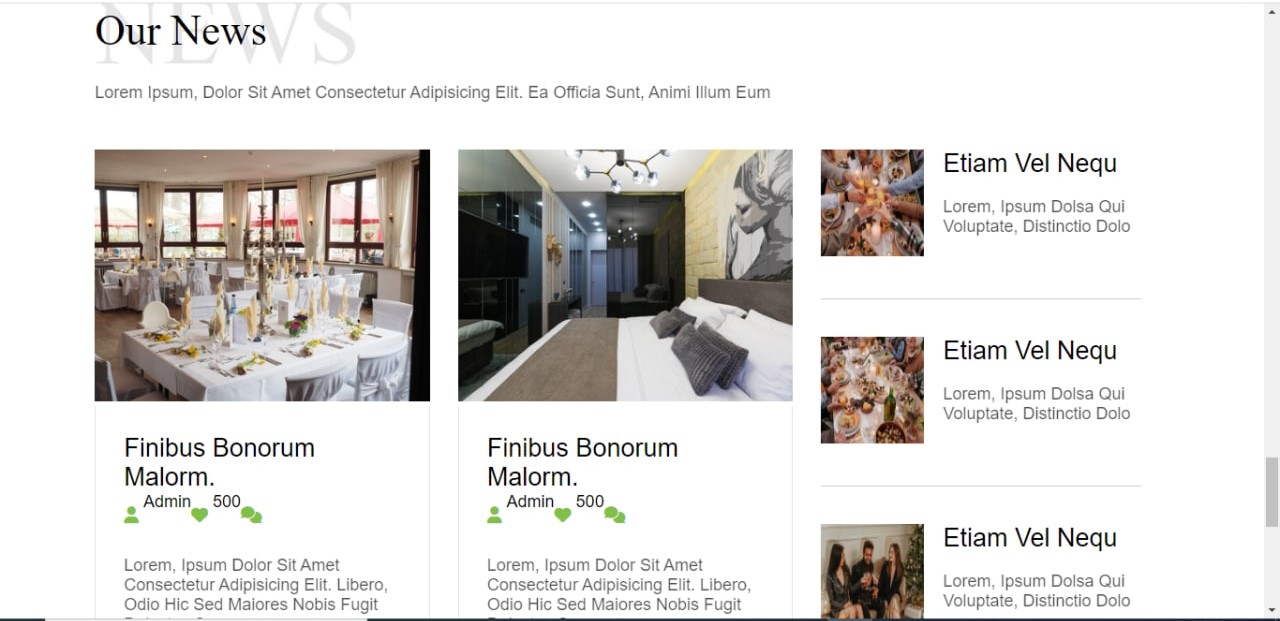 NEWS
Our News
Lorem Ipsum, Dolor Sit Amet Consectetur Adipisicing Elit. Ea Officia Sunt, Animi Illum Eum
Finibus Bonorum
Malorm.
Admin 500
Lorem, Ipsum Dolor Sit Amet
Consectetur Adipisicing Elit. Libero,
Odio Hic Sed Maiores Nobis Fugit
Finibus Bonorum
Malorm.
Admin 500
Lorem, Ipsum Dolor Sit Amet
Consectetur Adipisicing Elit. Libero,
Odio Hic Sed Maiores Nobis Fugit
Etiam Vel Nequ
Lorem, Ipsum Dolsa Qui
Voluptate, Distinctio Dolo
Etiam Vel Nequ
Lorem, Ipsum Dolsa Qui
Voluptate, Distinctio Dolo
Etiam Vel Nequ
Lorem, Ipsum Dolsa Qui
Voluptate, Distinctio Dolo